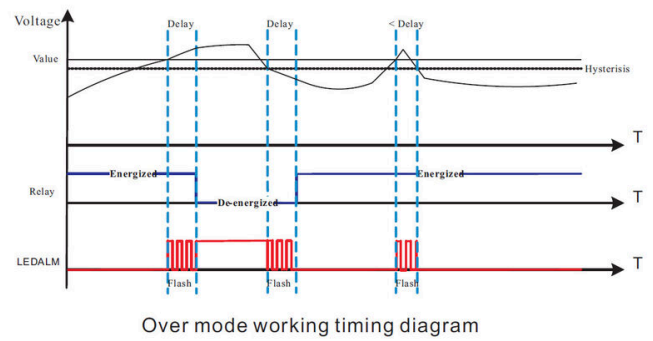 Voltage
Delay Delay < Delay
Value
Hysterisis
T
Energized Energized
Relay
De-energized
T
LEDALM
T
Flash Flash Flash
Over mode working timing diagram